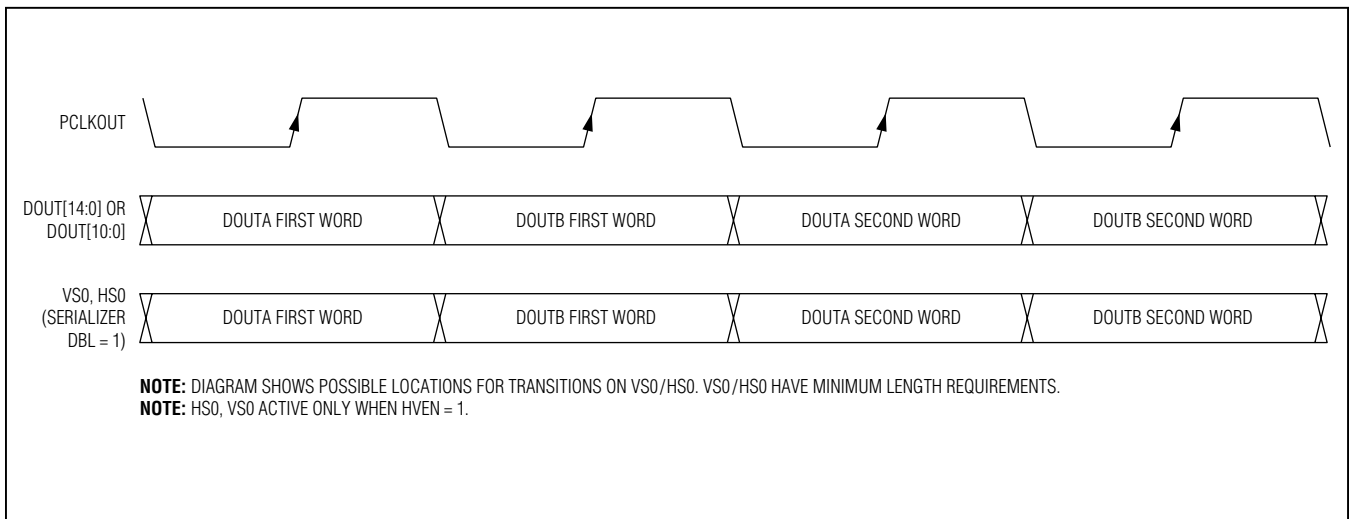 PCLKOUT
DOUT[14:0] OR
DOUT[10:0]
DOUTA FIRST WORD
DOUTB FIRST WORD
DOUTA SECOND WORD
DOUTB SECOND WORD
VS0, HS0
(SERIALIZER
DBL = 1)
DOUTA FIRST WORD
DOUTB FIRST WORD
DOUTA SECOND WORD
DOUTB SECOND WORD
NOTE: DIAGRAM SHOWS POSSIBLE LOCATIONS FOR TRANSITIONS ON VS0/HS0. VS0/HS0 HAVE MINIMUM LENGTH REQUIREMENTS.
NOTE: HS0, VS0 ACTIVE ONLY WHEN HVEN = 1.